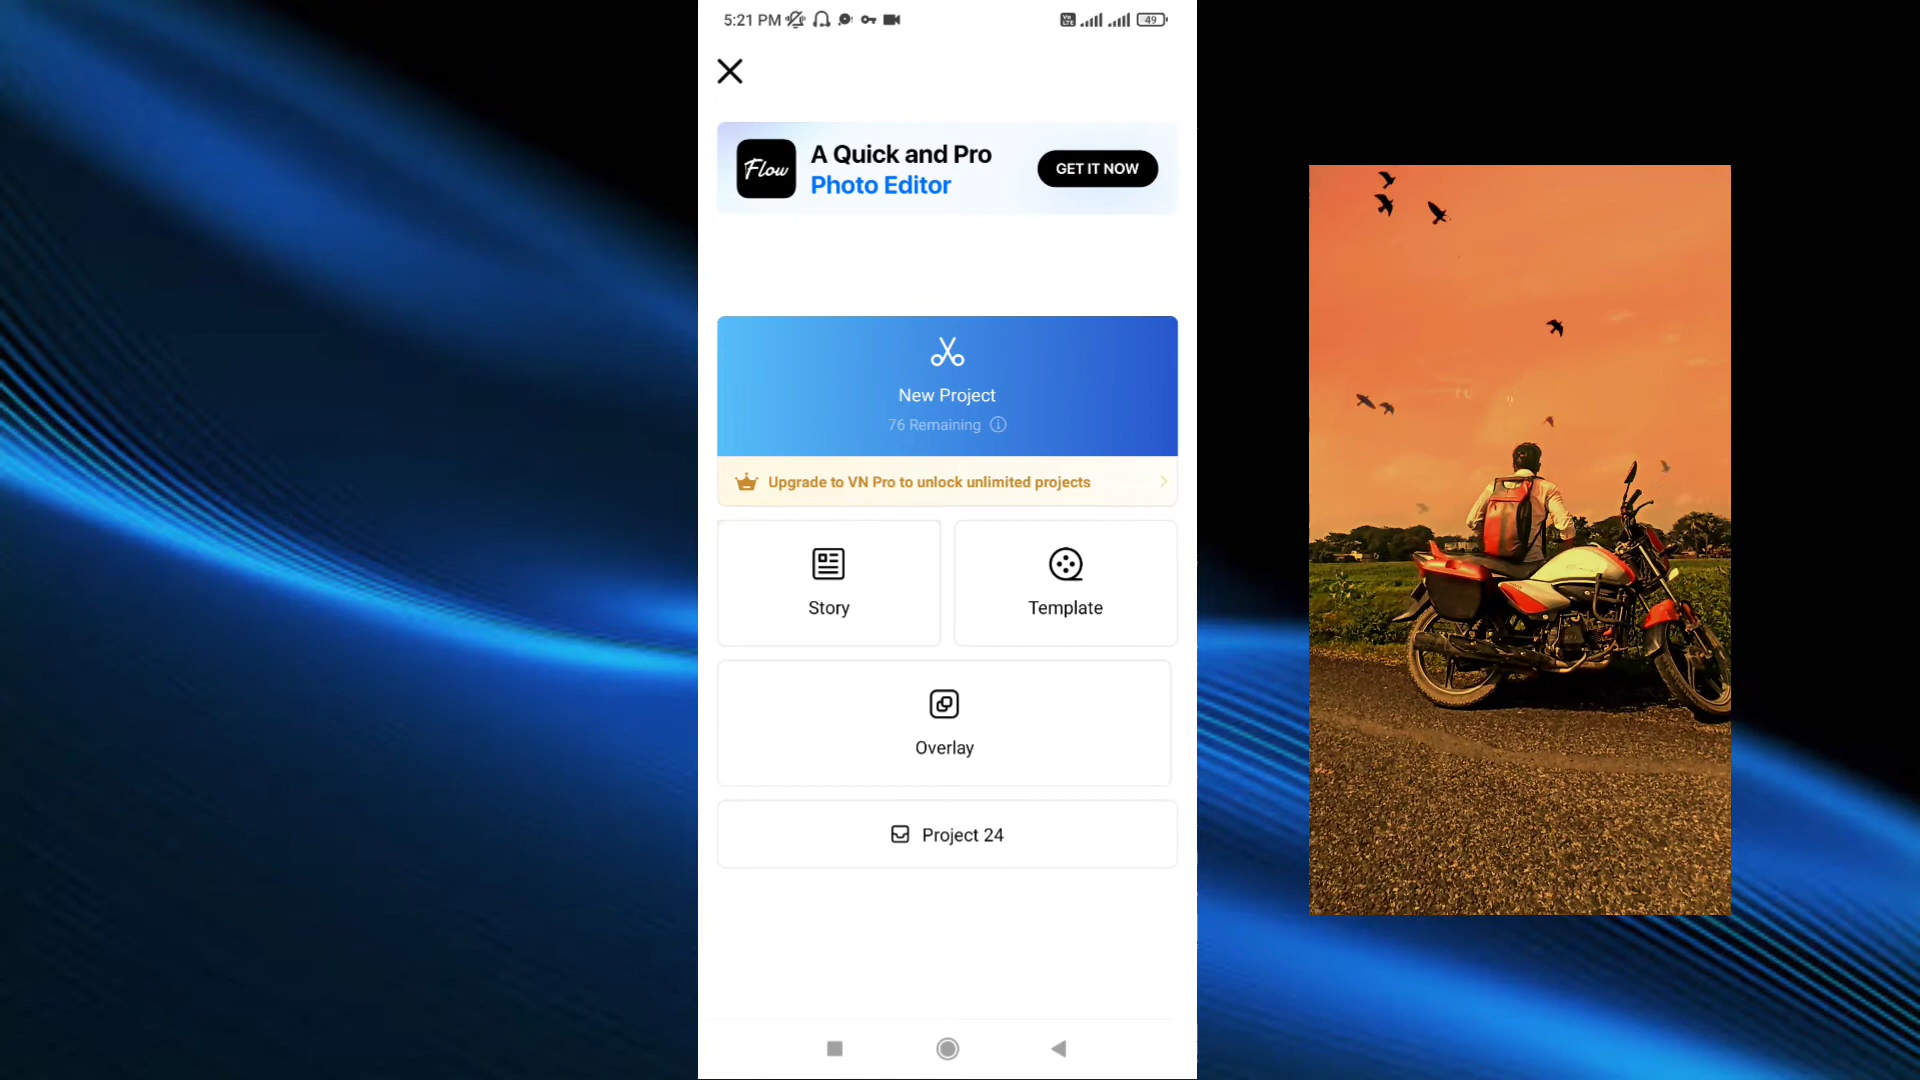 5:21 PM
49
Flow
A Quick and Pro
Photo Editor
GET IT NOW
New Project
76 Remaining
Upgrade to VN Pro to unlock unlimited projects
Story
Template
Overlay
Project 24